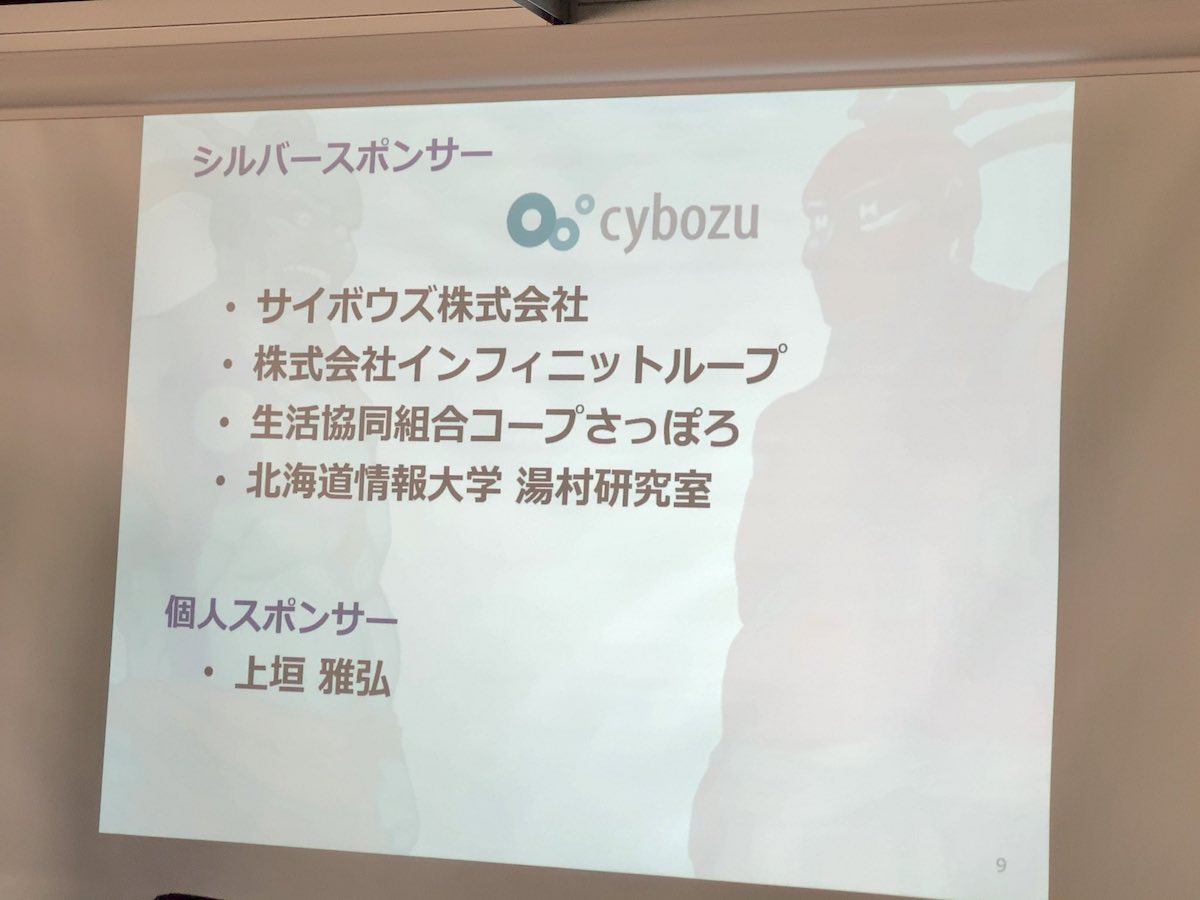 シルバースポンサー
cybozu
・サイボウズ株式会社
・株式会社インフィニットループ
・生活協同組合コープさっぽろ
・北海道情報大学 湯村研究室
個人スポンサー
・上垣 雅弘
9